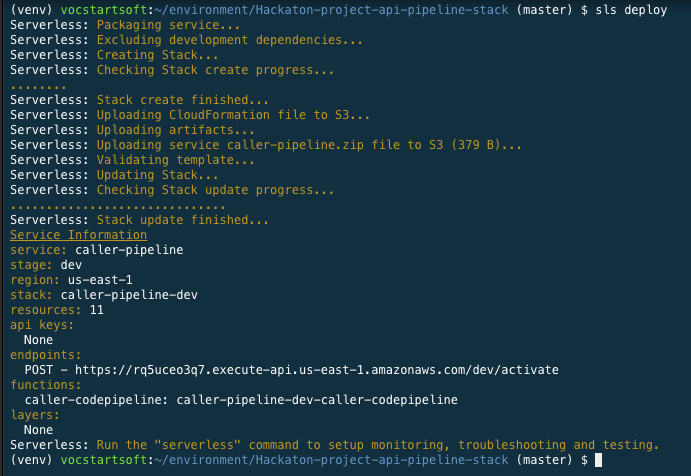 (venv) vocstartsoft:~/environment/Hackaton-project-api-pipeline-stack (master) $ sls deploy
Serverless: Packaging service...
Serverless: Excluding development dependencies...
Serverless: Creating Stack...
Serverless: Checking Stack create progress...
........
Serverless: Stack create finished...
Serverless: Uploading CloudFormation file to S3...
Serverless: Uploading artifacts...
Serverless: Uploading service caller-pipeline.zip file to S3 (379 B)...
Serverless: Validating template...
Serverless: Updating Stack...
Serverless: Checking Stack update progress...
.............................
Serverless: Stack update finished...
Service Information
service: caller-pipeline
stage: dev
region: us-east-1
stack: caller-pipeline-dev
resources: 11
api keys:
  None
endpoints:
  POST - https://rq5uceo3q7.execute-api.us-east-1.amazonaws.com/dev/activate
functions:
  caller-codepipeline: caller-pipeline-dev-caller-codepipeline
layers:
  None
Serverless: Run the "serverless" command to setup monitoring, troubleshooting and testing.
(venv) vocstartsoft:~/environment/Hackaton-project-api-pipeline-stack (master) $